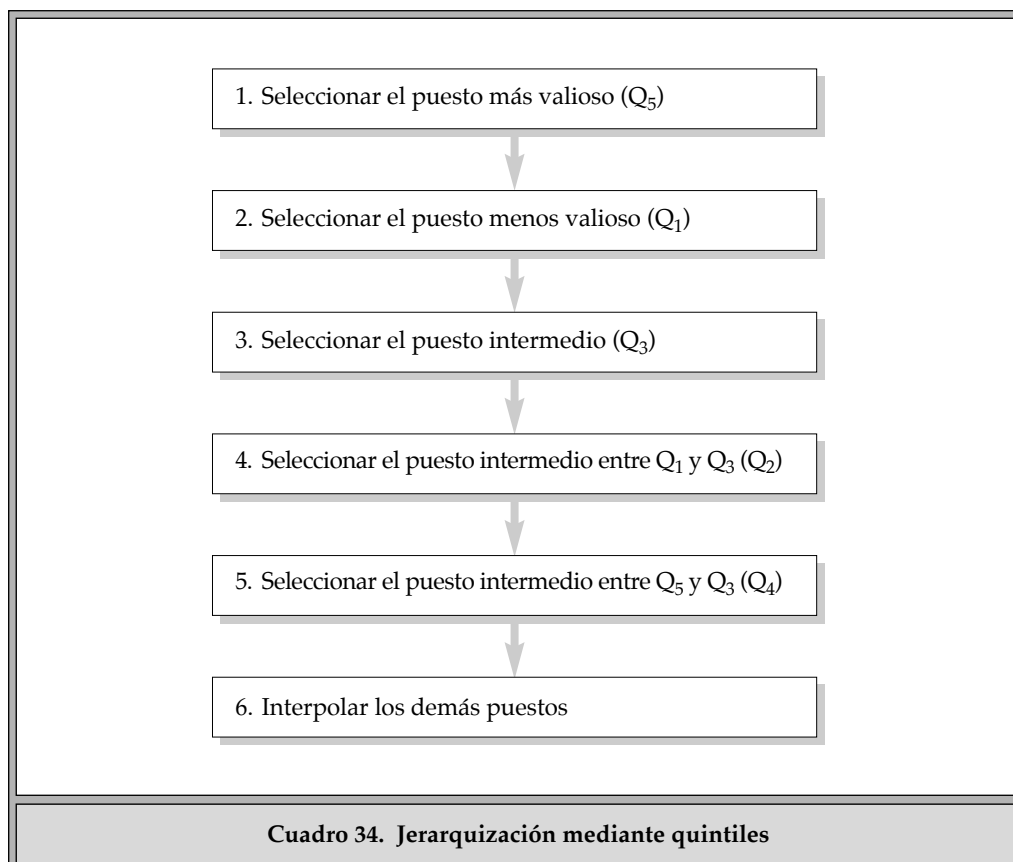 1. Seleccionar el puesto más valioso (Q₅)
2. Seleccionar el puesto menos valioso (Q₁)
3. Seleccionar el puesto intermedio (Q₃)
4. Seleccionar el puesto intermedio entre Q₁ y Q₃ (Q₂)
5. Seleccionar el puesto intermedio entre Q₅ y Q₃ (Q₄)
6. Interpolar los demás puestos
Cuadro 34. Jerarquización mediante quintiles